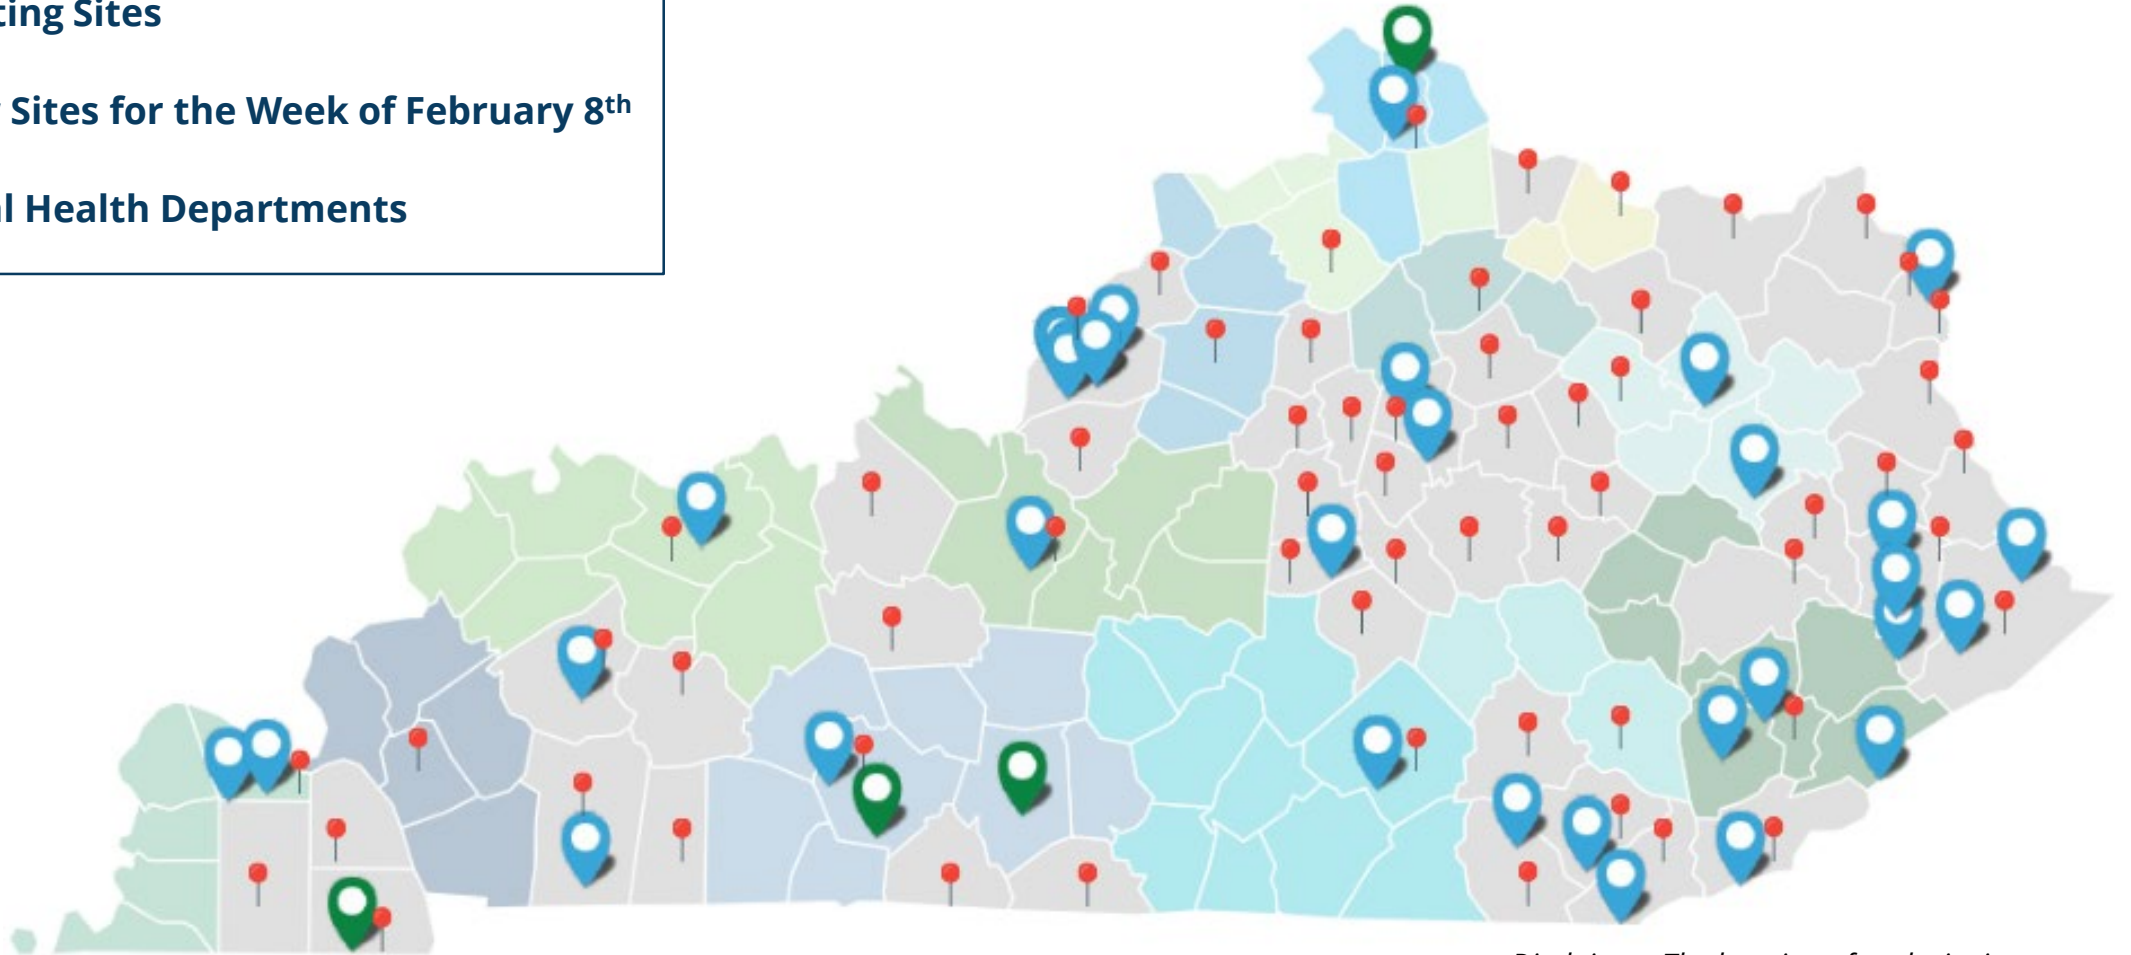 ting Sites
Sites for the Week of February 8th
l Health Departments